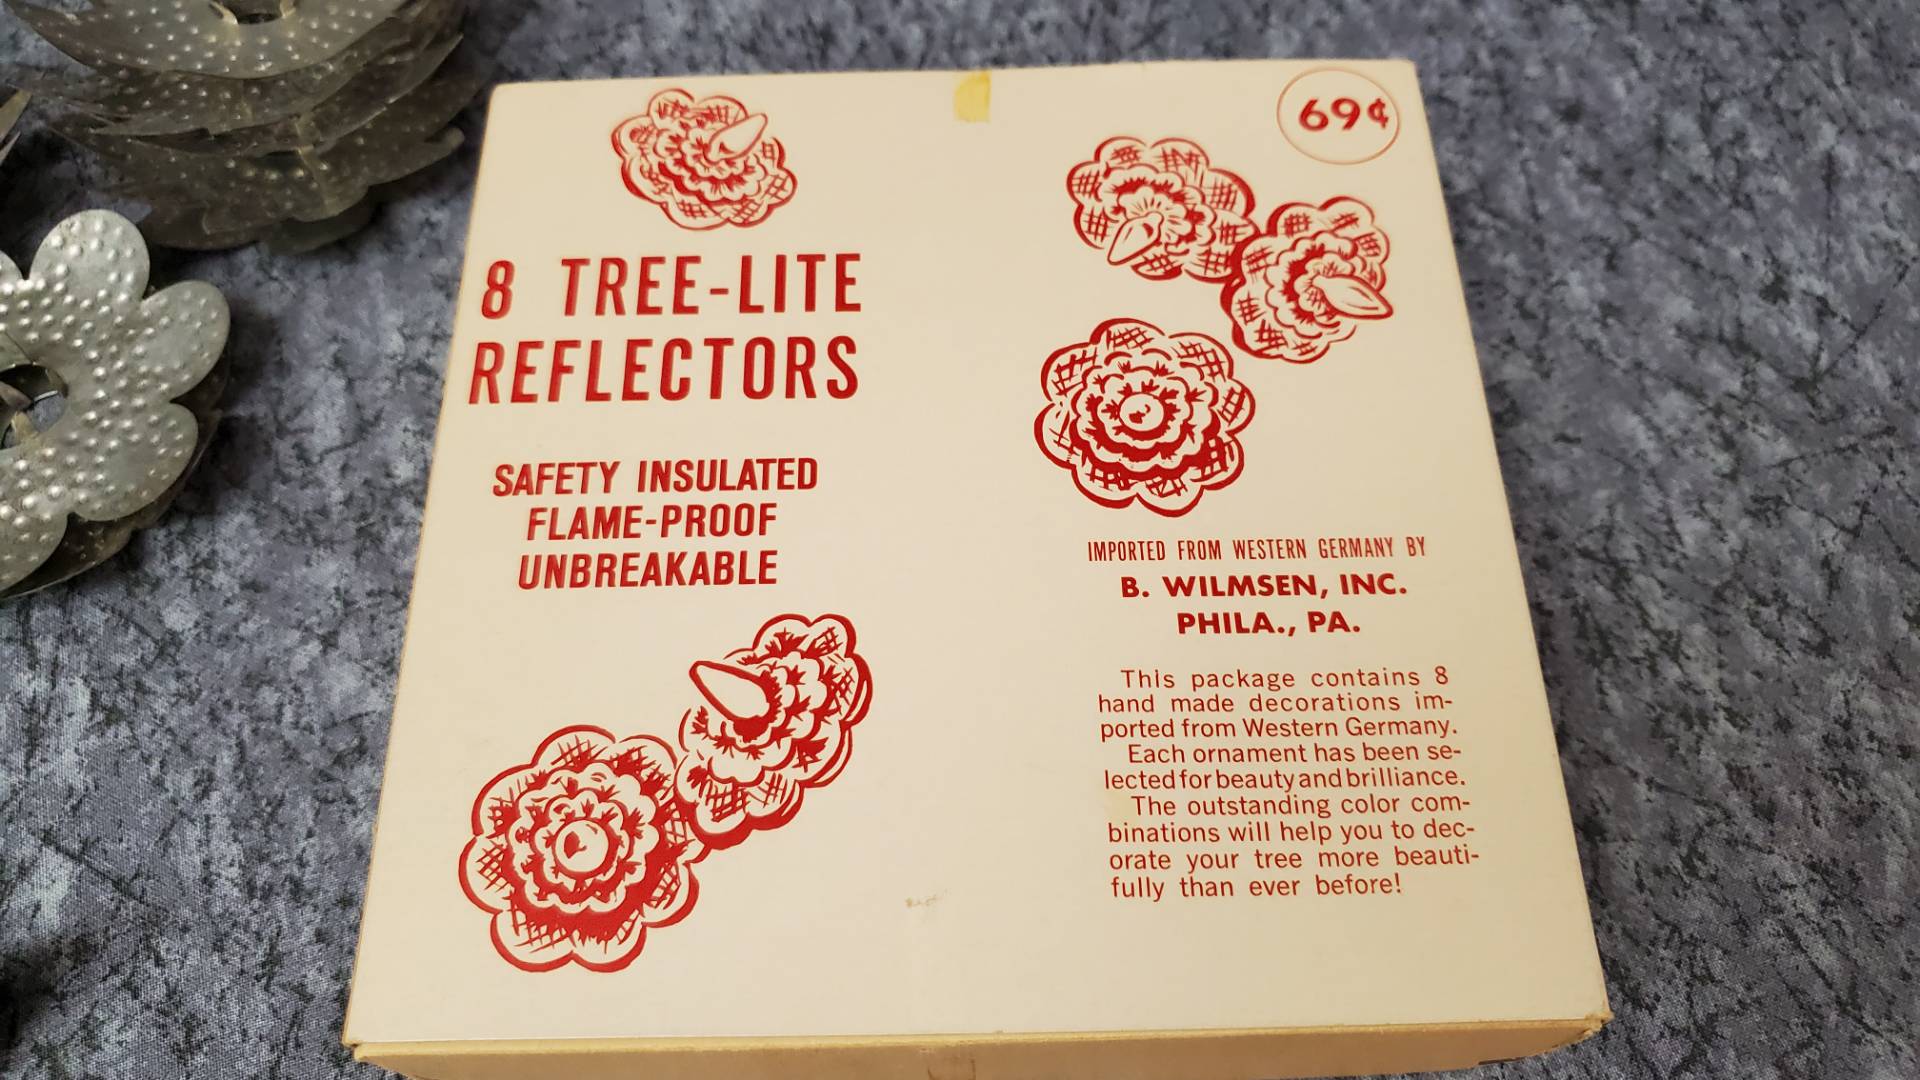 69¢
8 TREE-LITE
REFLECTORS
SAFETY INSULATED
FLAME-PROOF
UNBREAKABLE
IMPORTED FROM WESTERN GERMANY BY
B. WILMSEN, INC.
PHILA., PA.
This package contains 8
hand made decorations im-
ported from Western Germany.
Each ornament has been se-
lected for beauty and brilliance.
The outstanding color com-
binations will help you to dec-
orate your tree more beauti-
fully than ever before!